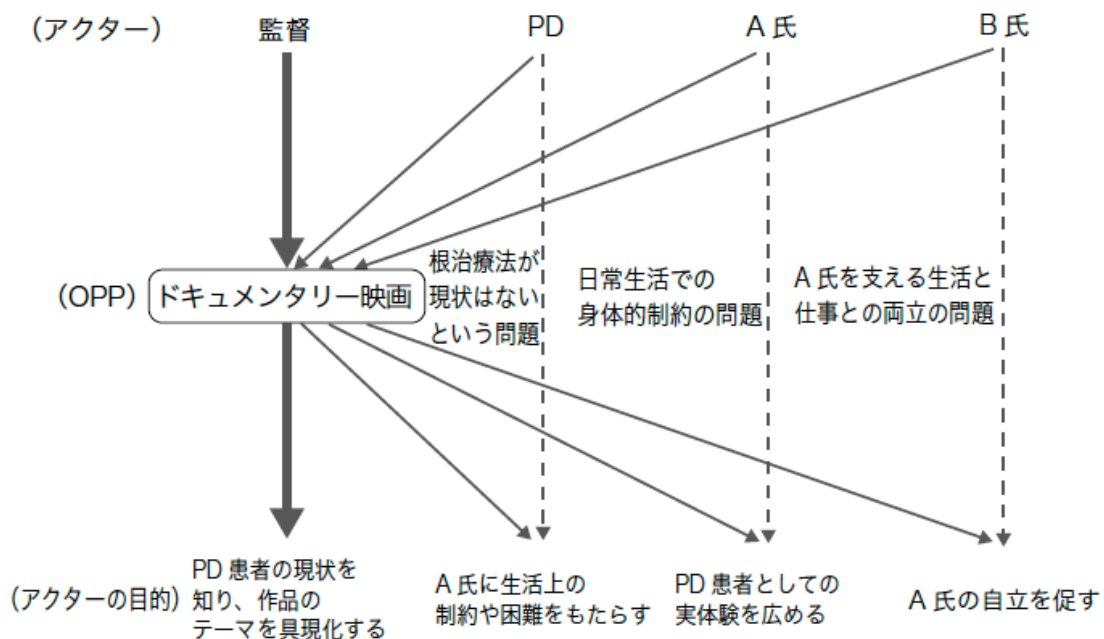 (アクター) 監督 PD A 氏 B 氏
根治療法が
現状はない
という問題
日常生活での
身体的制約の問題
A 氏を支える生活と
仕事との両立の問題
(OPP) ドキュメンタリー映画
(アクターの目的)
PD 患者の現状を
知り、作品の
テーマを具現化する
A 氏に生活上の
制約や困難をもたらす
PD 患者としての
実体験を広める
A 氏の自立を促す